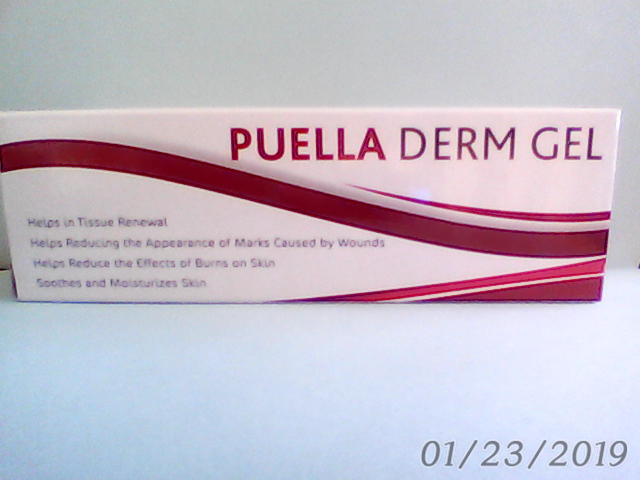 PUELLA DERM GEL
Helps in Tissue Renewal
Helps Reducing the Appearance of Marks Caused by Wounds
Helps Reduce the Effects of Burns on Skin
Soothes and Moisturizes Skin
01/23/2019